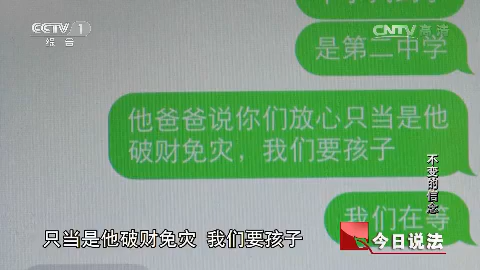 CCTV 1
综合
CNTV 高清
是第二中学
他爸爸说你们放心只当是他
破财免灾，我们要孩子
我们在等
不变的信念
只当是他破财免灾 我们要孩子
今日说法